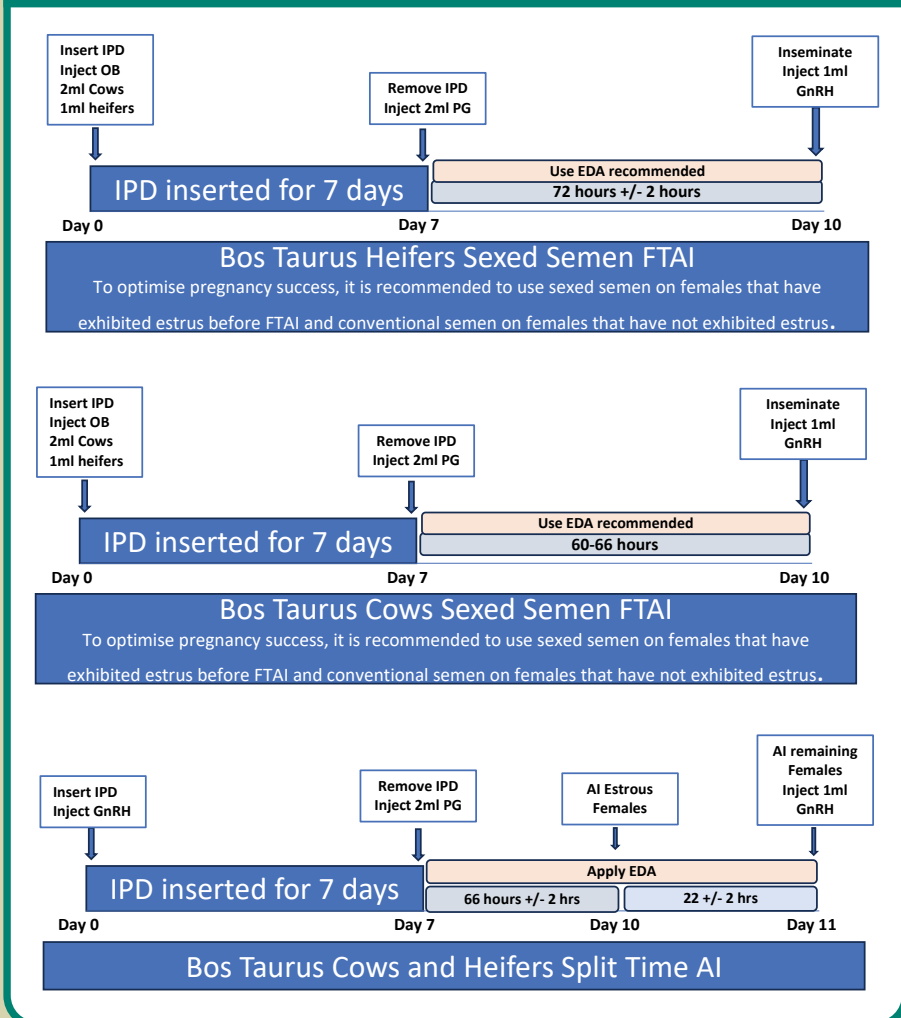 Insert IPD
Inject OB
2ml Cows
1ml heifers
Remove IPD
Inject 2ml PG
Inseminate
Inject 1ml
GnRH
Use EDA recommended
IPD inserted for 7 days
72 hours +/- 2 hours
Day 0
Day 7
Day 10
Bos Taurus Heifers Sexed Semen FTAI
To optimise pregnancy success, it is recommended to use sexed semen on females that have
exhibited estrus before FTAI and conventional semen on females that have not exhibited estrus.
Insert IPD
Inject OB
2ml Cows
1ml heifers
Remove IPD
Inject 2ml PG
Inseminate
Inject 1ml
GnRH
Use EDA recommended
IPD inserted for 7 days
60-66 hours
Day 0
Day 7
Day 10
Bos Taurus Cows Sexed Semen FTAI
To optimise pregnancy success, it is recommended to use sexed semen on females that have
exhibited estrus before FTAI and conventional semen on females that have not exhibited estrus.
Insert IPD
Inject GnRH
Remove IPD
Inject 2ml PG
AI Estrous
Females
AI remaining
Females
Inject 1ml
GnRH
Apply EDA
IPD inserted for 7 days
66 hours +/- 2 hrs
22 +/- 2 hrs
Day 0
Day 7
Day 10
Day 11
Bos Taurus Cows and Heifers Split Time AI